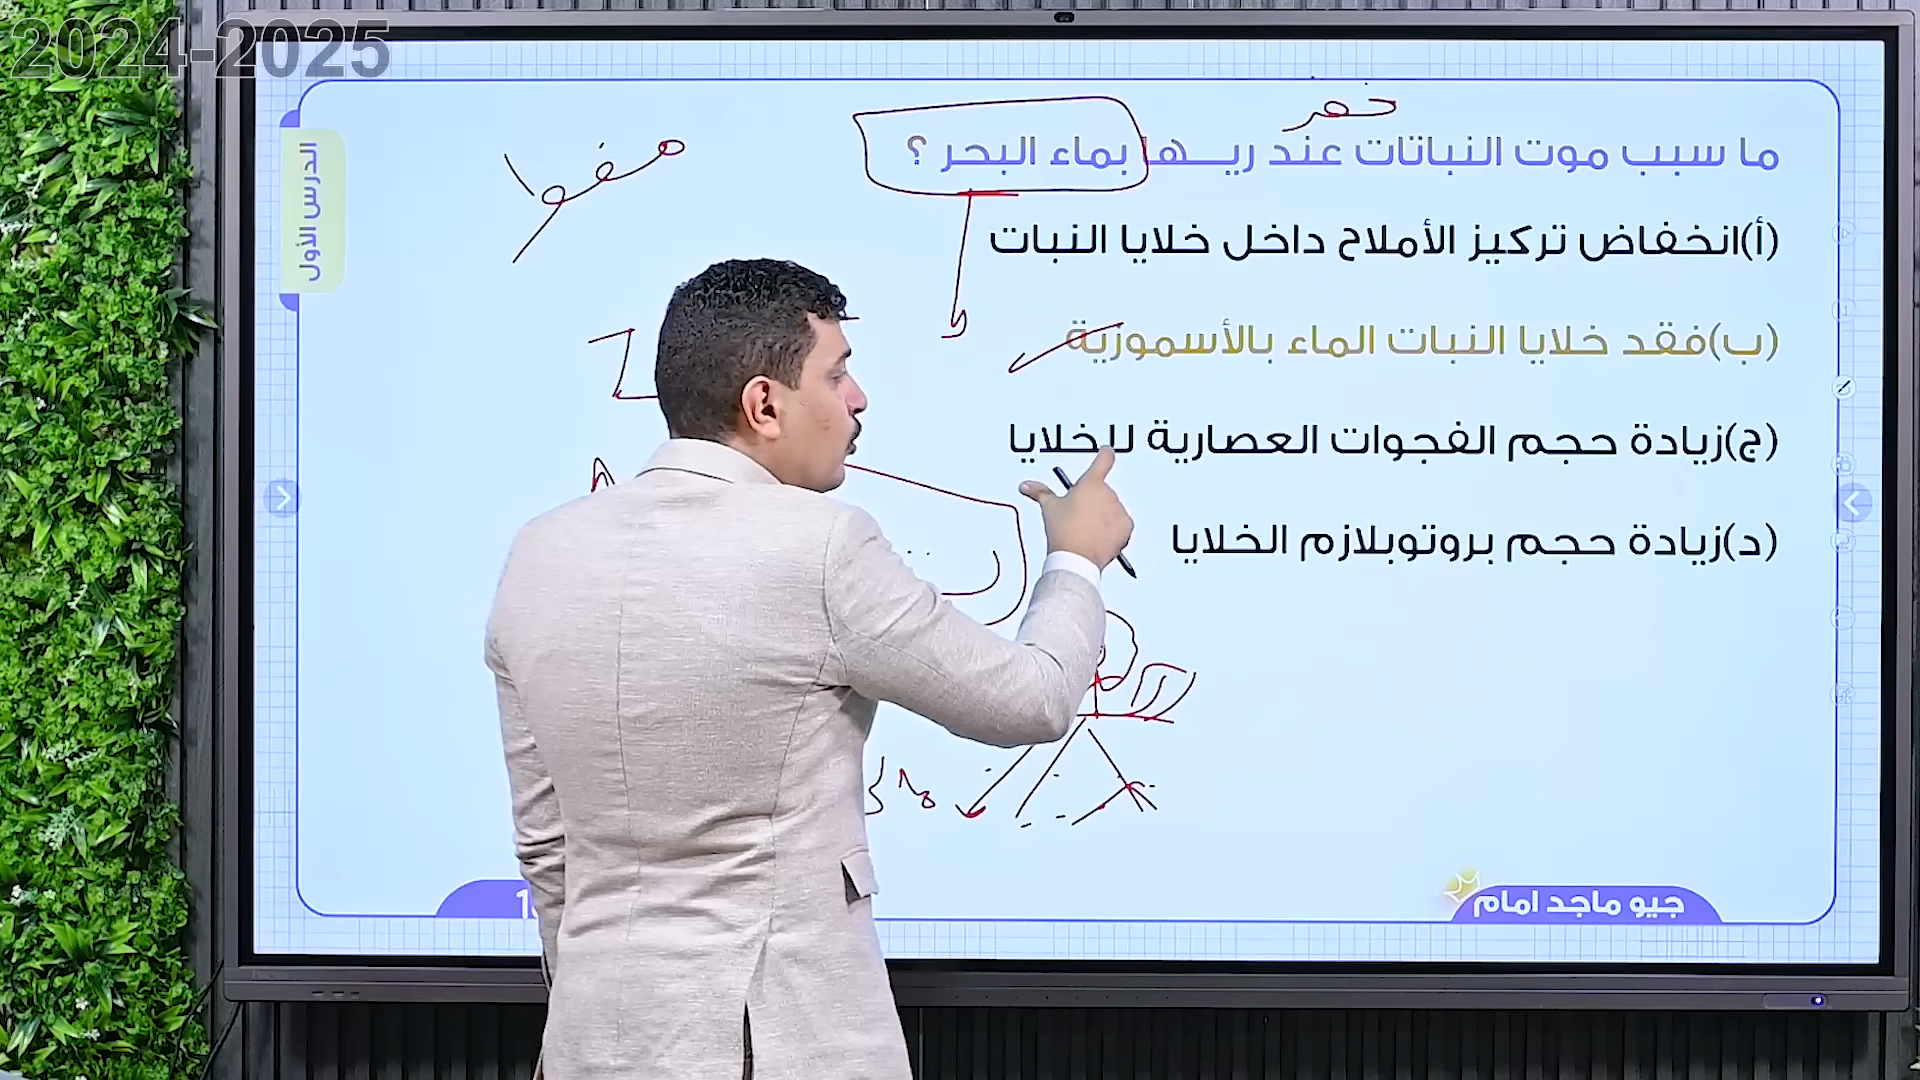 2024-2025
ما سبب موت النباتات عند ريها بماء البحر ؟
(أ)انخفاض تركيز الأملاح داخل خلايا النبات
(ب)فقد خلايا النبات الماء بالأسموزية
(ج)زيادة حجم الفجوات العصارية للخلايا
(د)زيادة حجم بروتوبلازم الخلايا
الدرس الأول
جيو ماجد امام